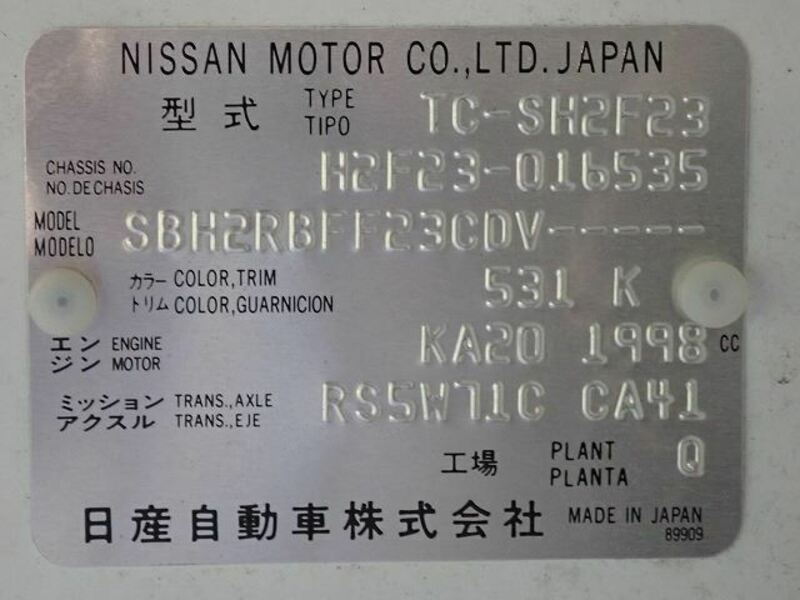 NISSAN MOTOR CO.,LTD. JAPAN
型式 TYPE TIPO TC-SH2F23
CHASSIS NO. NO. DE CHASIS H2F23-016535
MODEL MODELO SBH2RBFF23CDV-----
カラー COLOR,TRIM 531 K
トリム COLOR,GUARNICION
エン ENGINE KA20 1998 CC
ジン MOTOR
ミッション TRANS.,AXLE RS5W71C CA41
アクスル TRANS.,EJE
工場 PLANT PLANTA Q
日産自動車株式会社 MADE IN JAPAN
89909